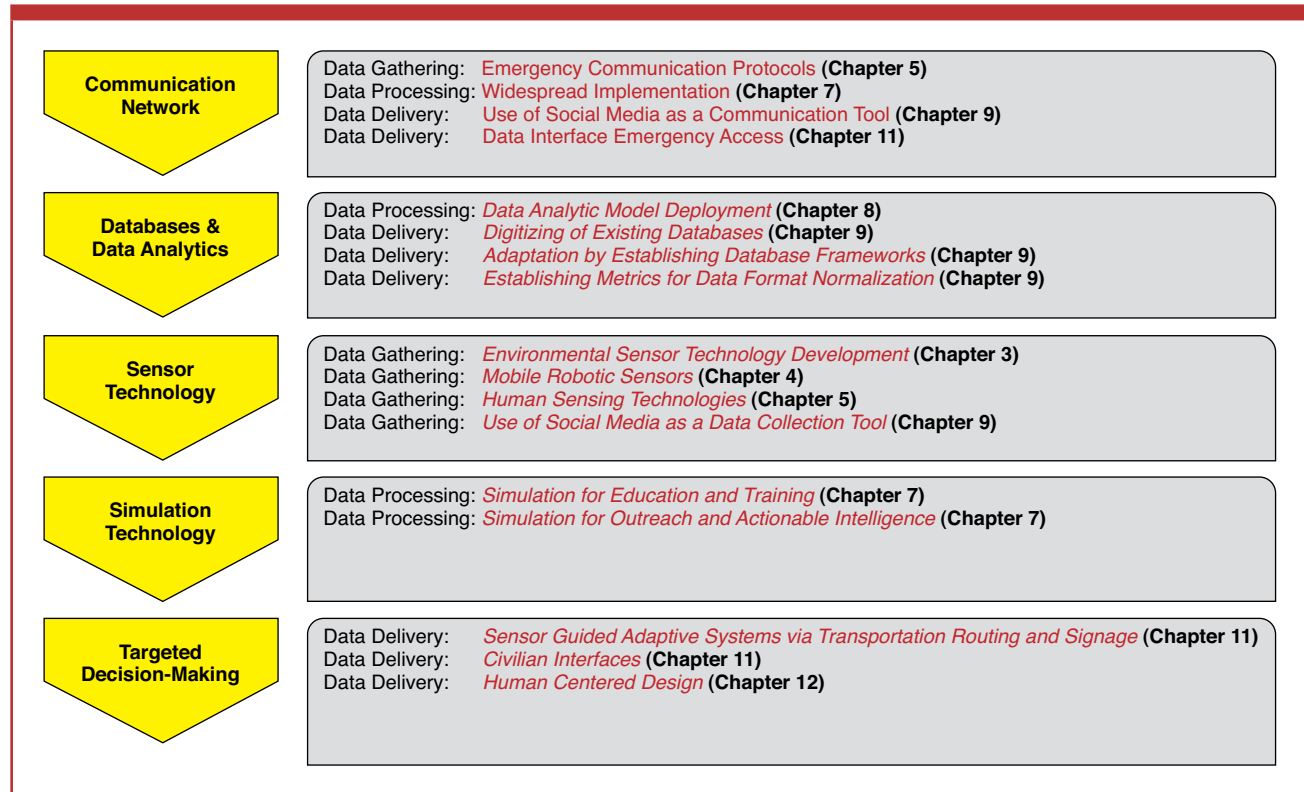 Communication
Network
Data Gathering: Emergency Communication Protocols (Chapter 5)
Data Processing: Widespread Implementation (Chapter 7)
Data Delivery: Use of Social Media as a Communication Tool (Chapter 9)
Data Delivery: Data Interface Emergency Access (Chapter 11)
Databases &
Data Analytics
Data Processing: Data Analytic Model Deployment (Chapter 8)
Data Delivery: Digitizing of Existing Databases (Chapter 9)
Data Delivery: Adaptation by Establishing Database Frameworks (Chapter 9)
Data Delivery: Establishing Metrics for Data Format Normalization (Chapter 9)
Sensor
Technology
Data Gathering: Environmental Sensor Technology Development (Chapter 3)
Data Gathering: Mobile Robotic Sensors (Chapter 4)
Data Gathering: Human Sensing Technologies (Chapter 5)
Data Gathering: Use of Social Media as a Data Collection Tool (Chapter 9)
Simulation
Technology
Data Processing: Simulation for Education and Training (Chapter 7)
Data Processing: Simulation for Outreach and Actionable Intelligence (Chapter 7)
Targeted
Decision-Making
Data Delivery: Sensor Guided Adaptive Systems via Transportation Routing and Signage (Chapter 11)
Data Delivery: Civilian Interfaces (Chapter 11)
Data Delivery: Human Centered Design (Chapter 12)